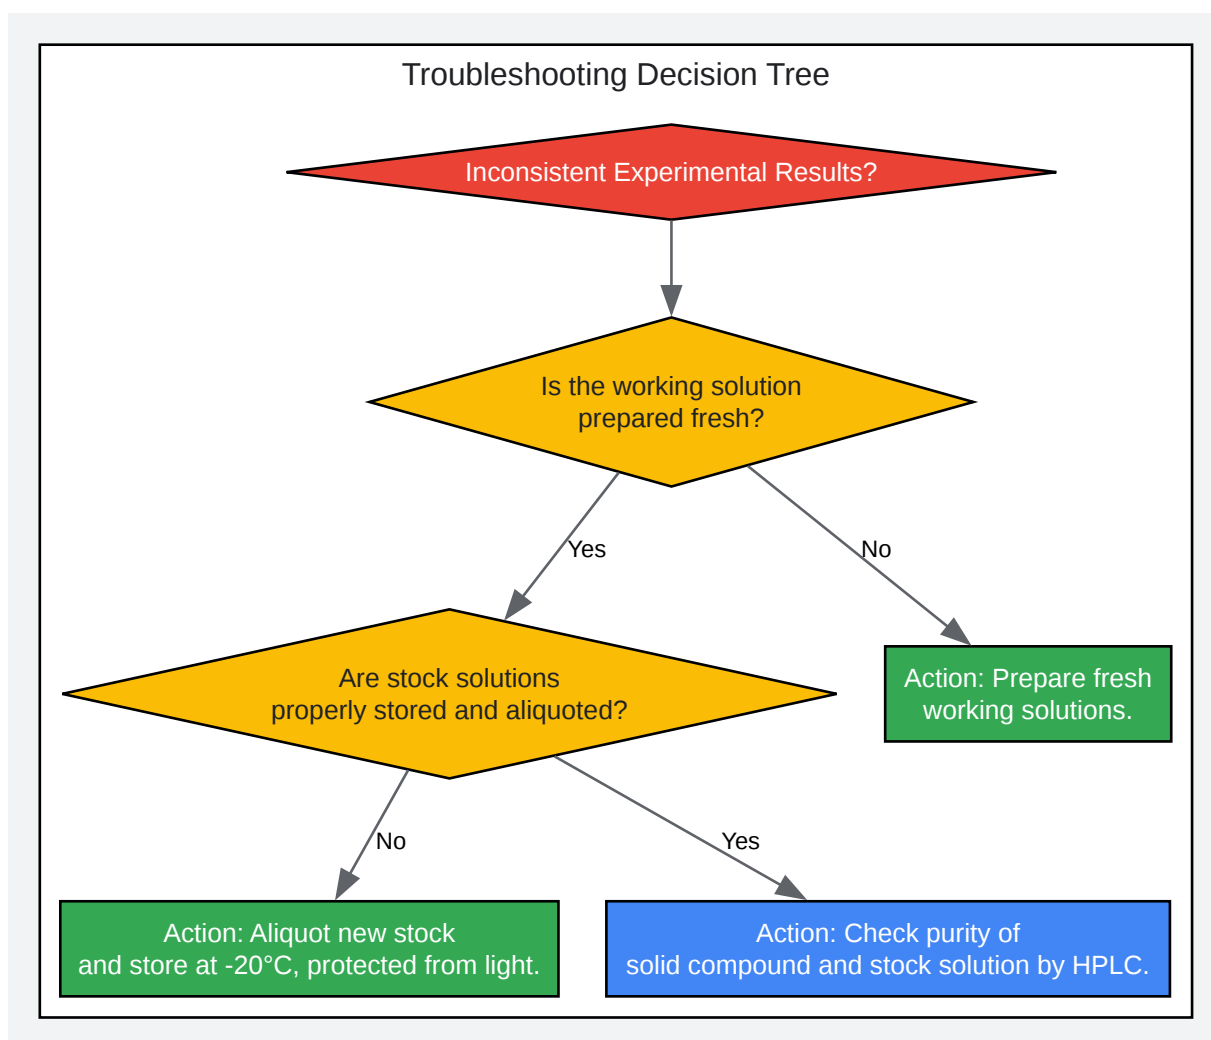 Troubleshooting Decision Tree
Inconsistent Experimental Results?
Is the working solution
prepared fresh?
Yes
No
Are stock solutions
properly stored and aliquoted?
Action: Prepare fresh
working solutions.
No
Yes
Action: Aliquot new stock
and store at -20°C, protected from light.
Action: Check purity of
solid compound and stock solution by HPLC.